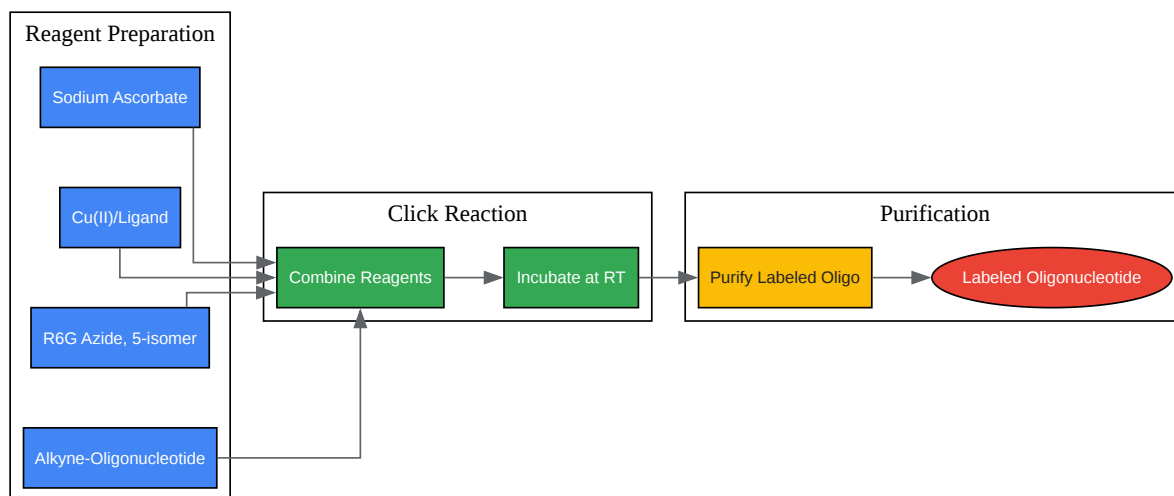 Reagent Preparation
Sodium Ascorbate
Cu(II)/Ligand
R6G Azide, 5-isomer
Alkyne-Oligonucleotide
Click Reaction
Combine Reagents
Incubate at RT
Purification
Purify Labeled Oligo
Labeled Oligonucleotide